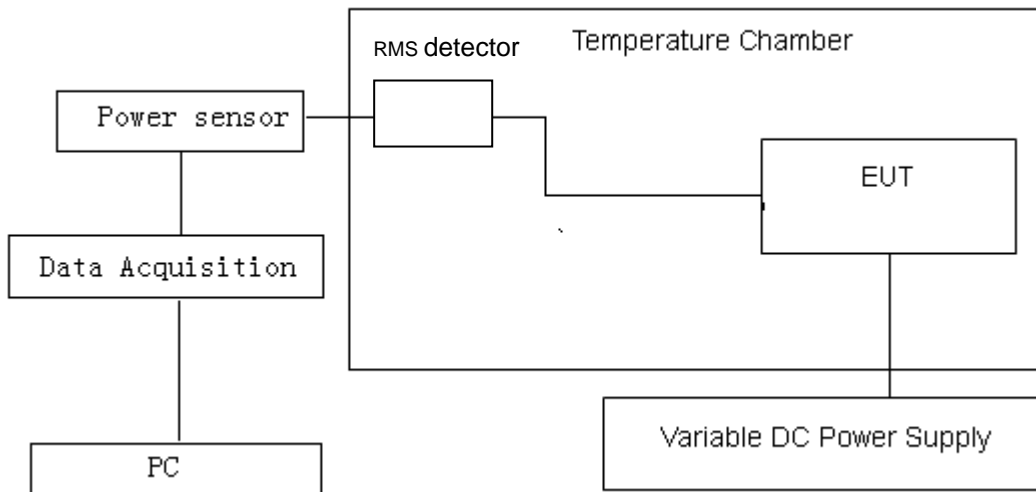 Temperature Chamber
RMS detector
Power sensor
EUT
Data Acquisition
Variable DC Power Supply
PC